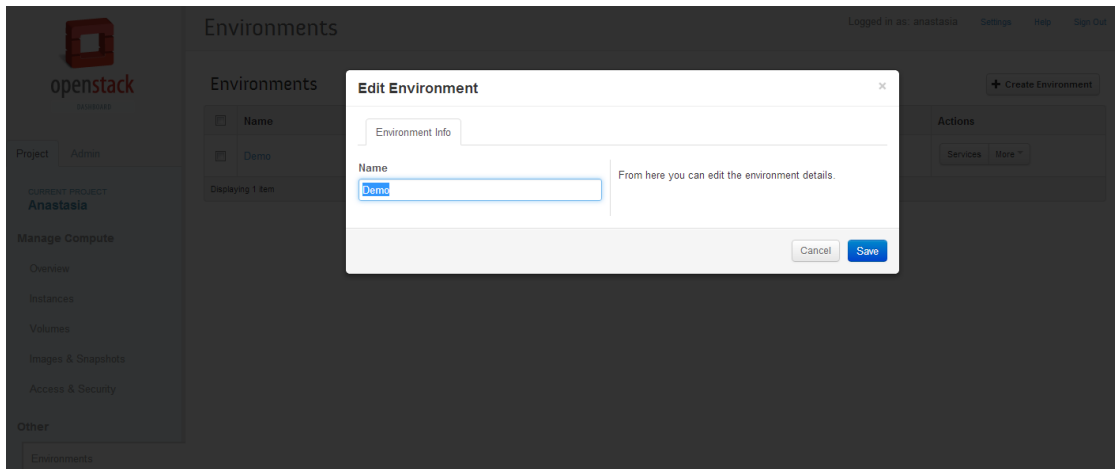 Environments
Logged in as: anastasia Settings Help Sign Out
openstack
DASHBOARD
Environments
+ Create Environment
Edit Environment
×
Environment Info
Name
Demo
From here you can edit the environment details.
Cancel Save
Name Actions
Demo Services More
Displaying 1 item
Project Admin
CURRENT PROJECT
Anastasia
Manage Compute
Overview
Instances
Volumes
Images & Snapshots
Access & Security
Other
Environments